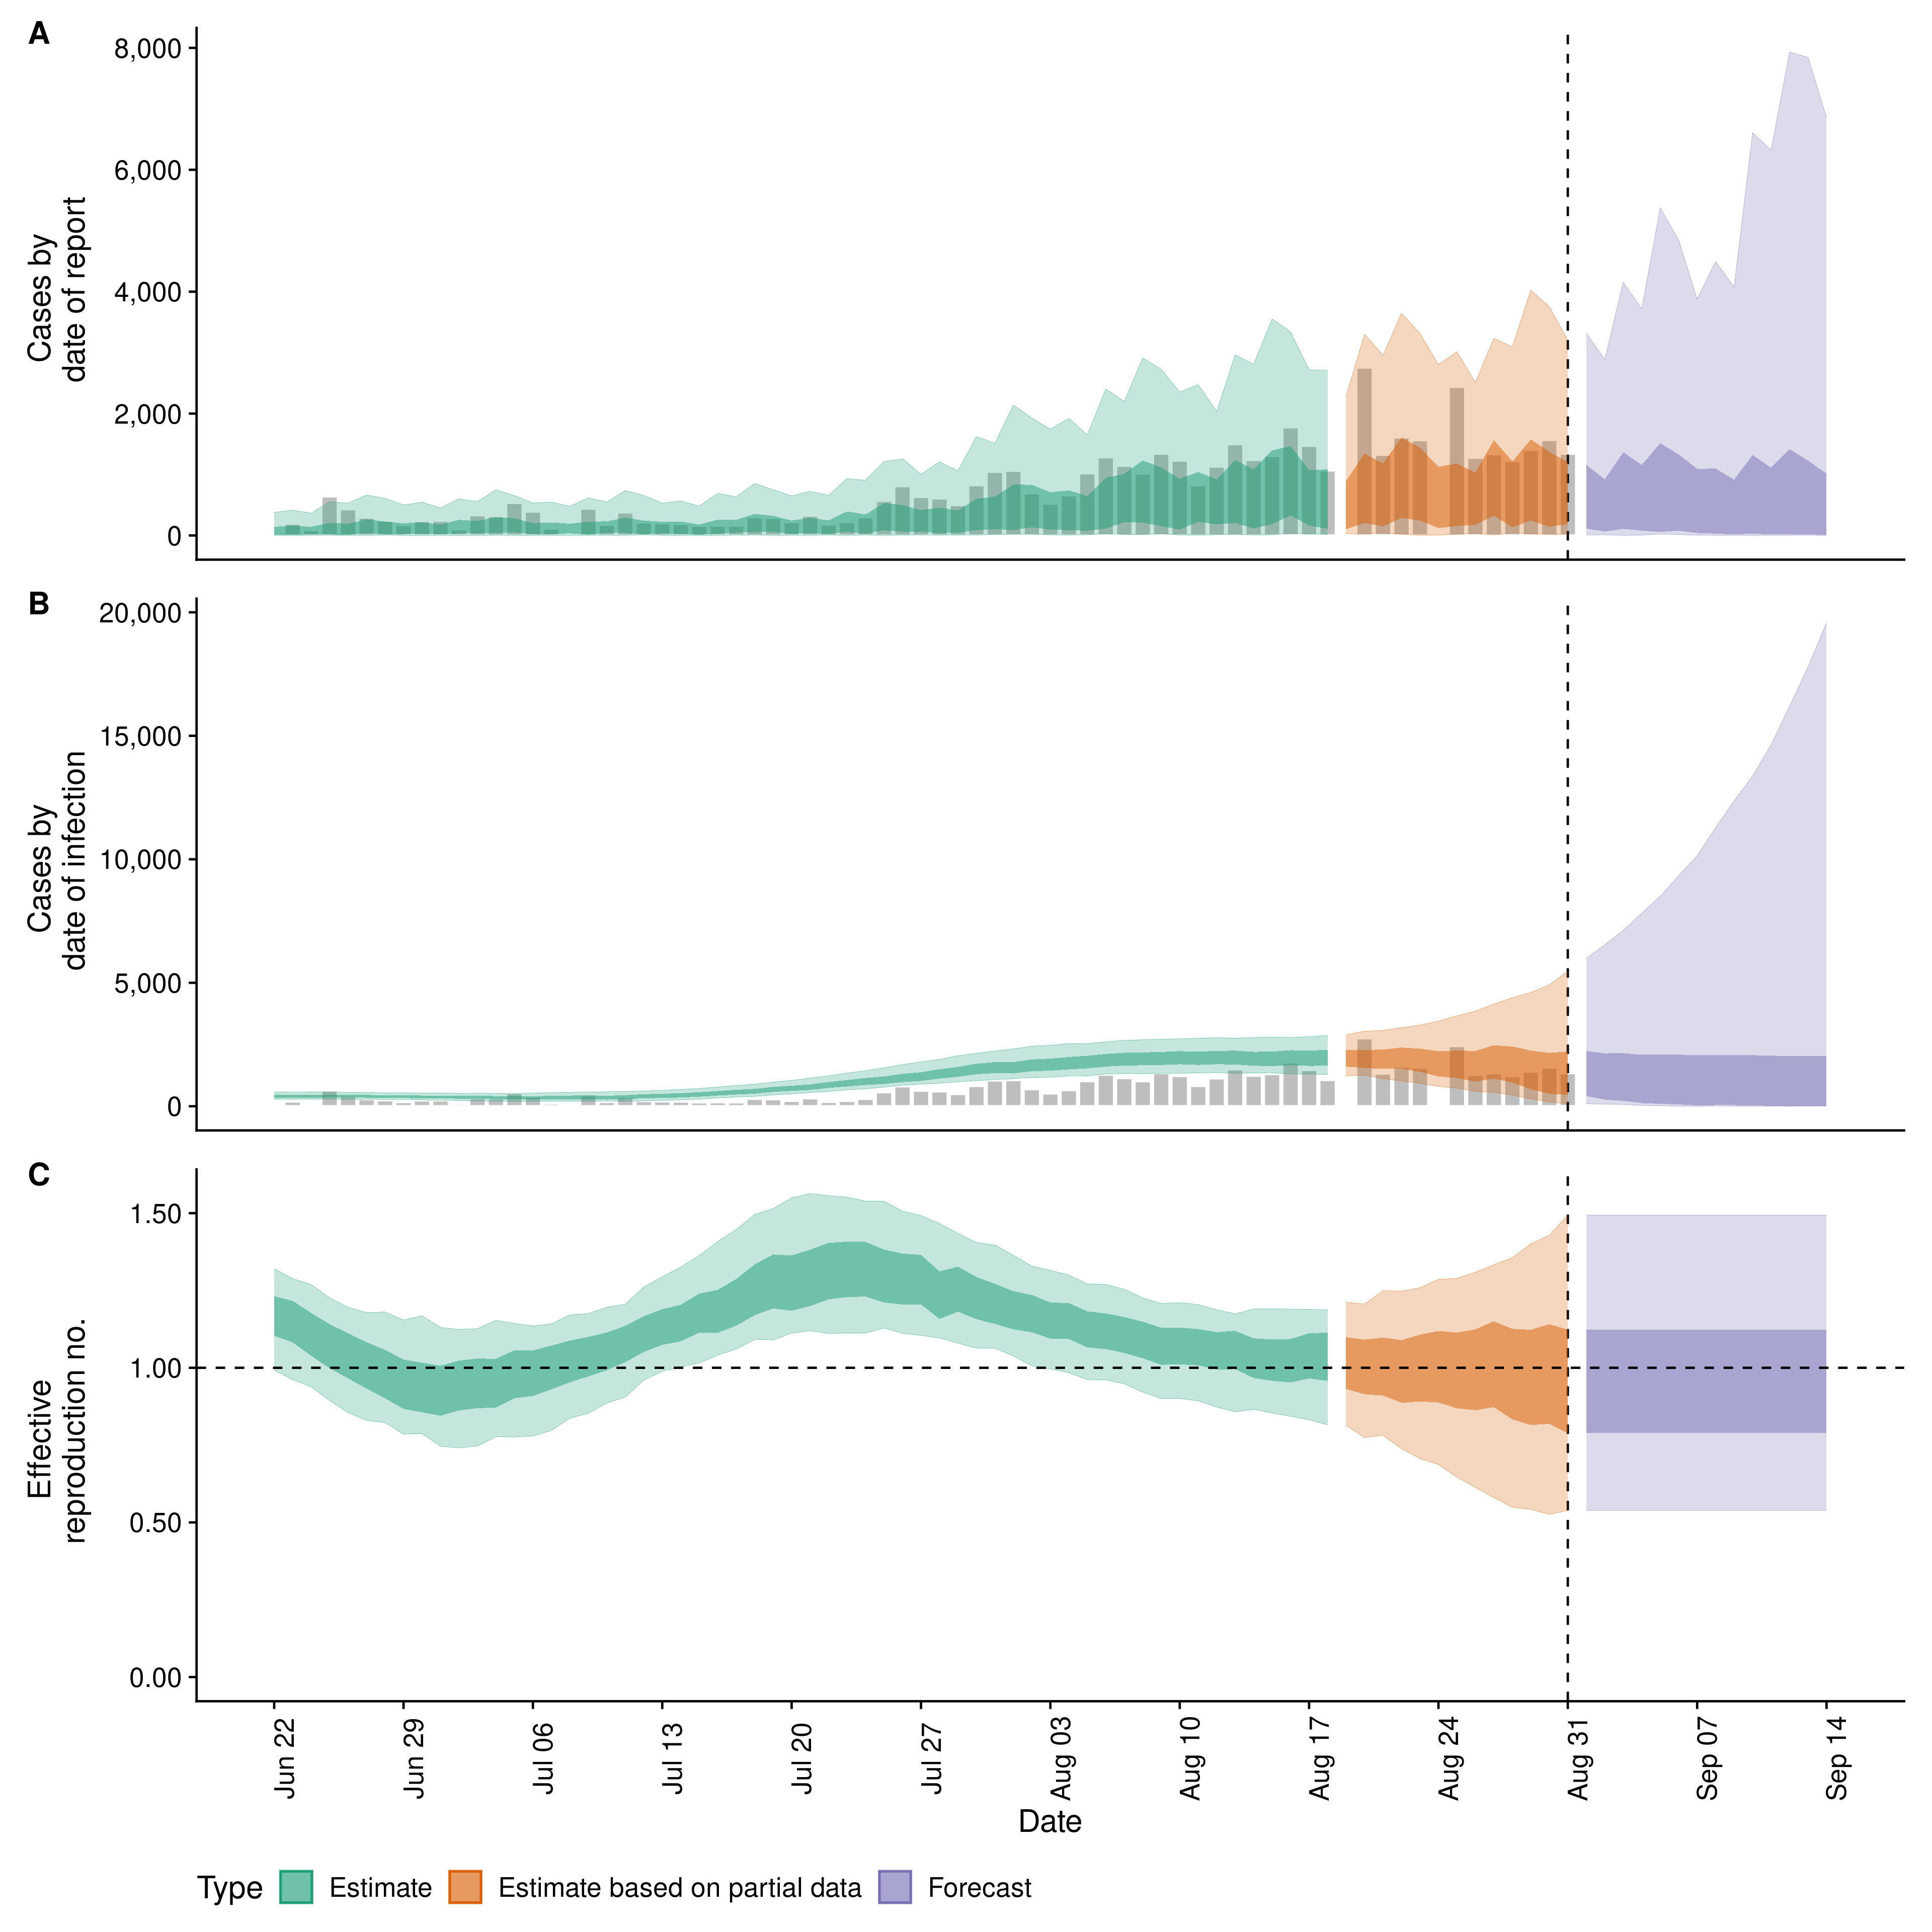 A
8,000
6,000
4,000
2,000
0
Cases by
date of report
B
20,000
15,000
10,000
5,000
0
Cases by
date of infection
C
1.50
1.00
0.50
0.00
Effective
reproduction no.
Jun 22
Jun 29
Jul 06
Jul 13
Jul 20
Jul 27
Aug 03
Aug 10
Aug 17
Aug 24
Aug 31
Sep 07
Sep 14
Date
Type Estimate Estimate based on partial data Forecast